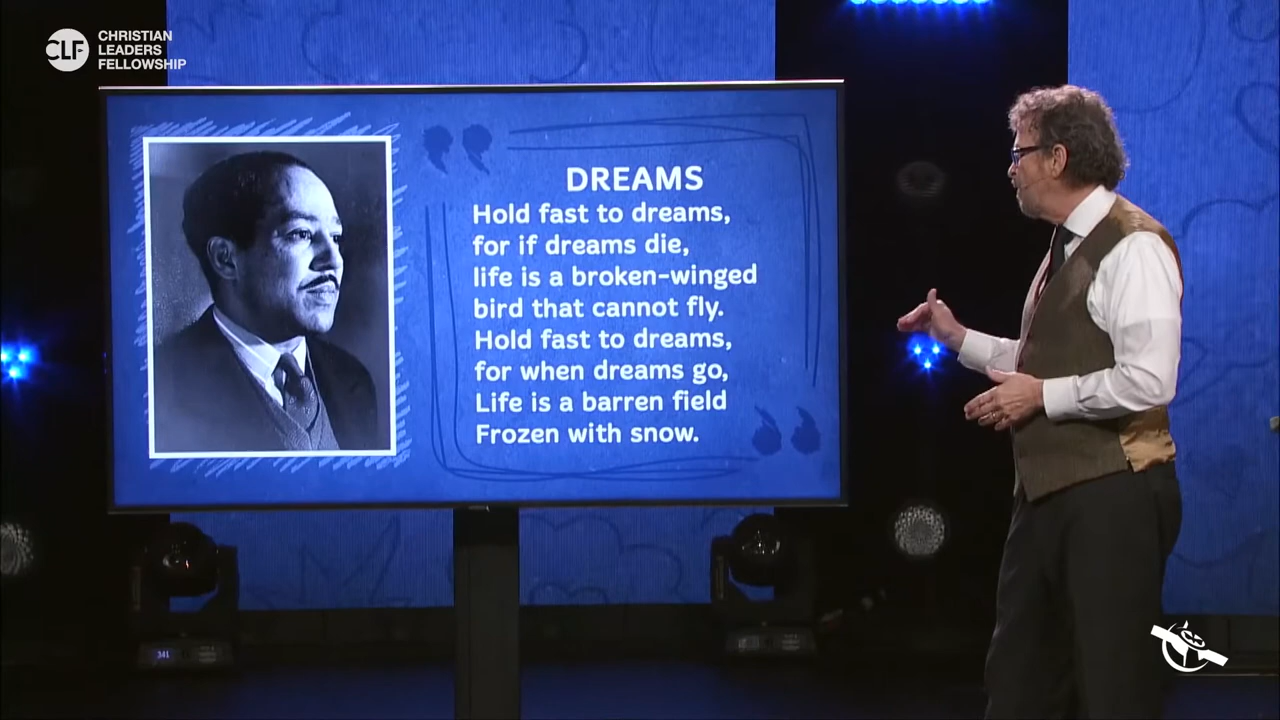 CLF
CHRISTIAN
LEADERS
FELLOWSHIP
DREAMS
Hold fast to dreams,
for if dreams die,
life is a broken-winged
bird that cannot fly.
Hold fast to dreams,
for when dreams go,
Life is a barren field
Frozen with snow.
341